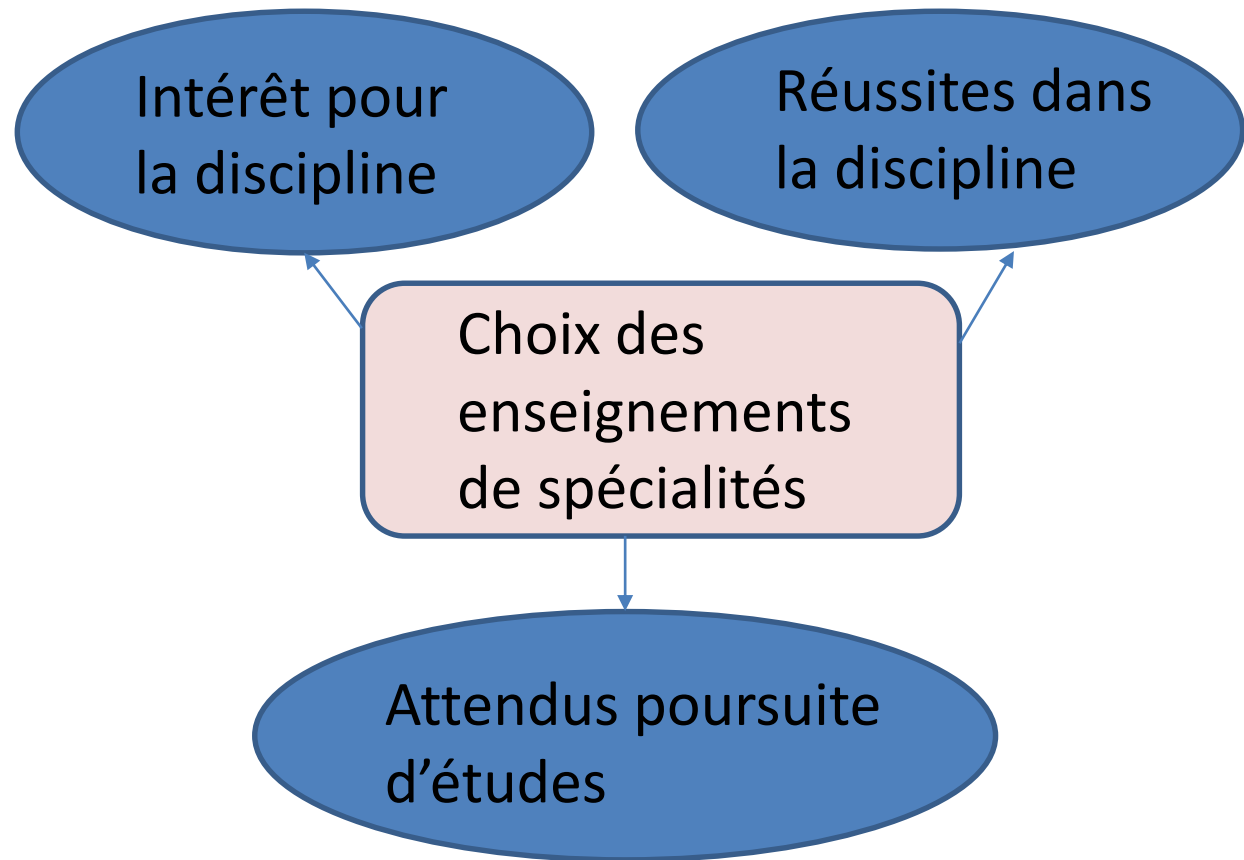 Intérêt pour
la discipline
Réussites dans
la discipline
Choix des
enseignements
de spécialités
Attendus poursuite
d’études